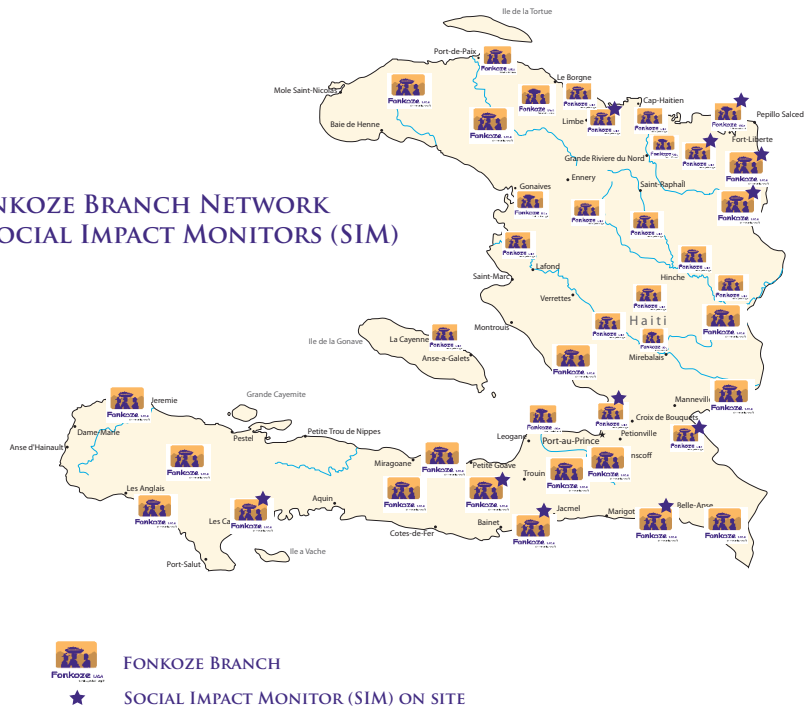 Ile de la Tortue
Port-de-Paix
Le Borgne
Mole Saint-Nicolas
Cap-Haitien
Limbe
Pepillo Salced
Baie de Henne
Fort-Liberte
Grande Riviere du Nord
Ennery
Saint-Raphall
Gonaives
NKOZE BRANCH NETWORK
OCIAL IMPACT MONITORS (SIM)
Lafond
Saint-Marc
Hinche
Verrettes
Haiti
Montrouis
Ile de la Gonave
La Cayenne
Anse-a-Galets
Mirebalais
Grande Cayemite
Jeremie
Manneville
Croix de Bouquets
Dame-Marie
Pestel
Petite Trou de Nippes
Leogane
Port-au-Prince
Petionville
Anse d'Hainault
nscoff
Miragoane
Petite Goave
Trouin
Les Anglais
Aquin
Les Ca
Jacmel
Marigot
Belle-Anse
Bainet
Cotes-de-Fer
Ile a Vache
Port-Salut
Fonkoze USA
FONKOZE BRANCH
SOCIAL IMPACT MONITOR (SIM) ON SITE